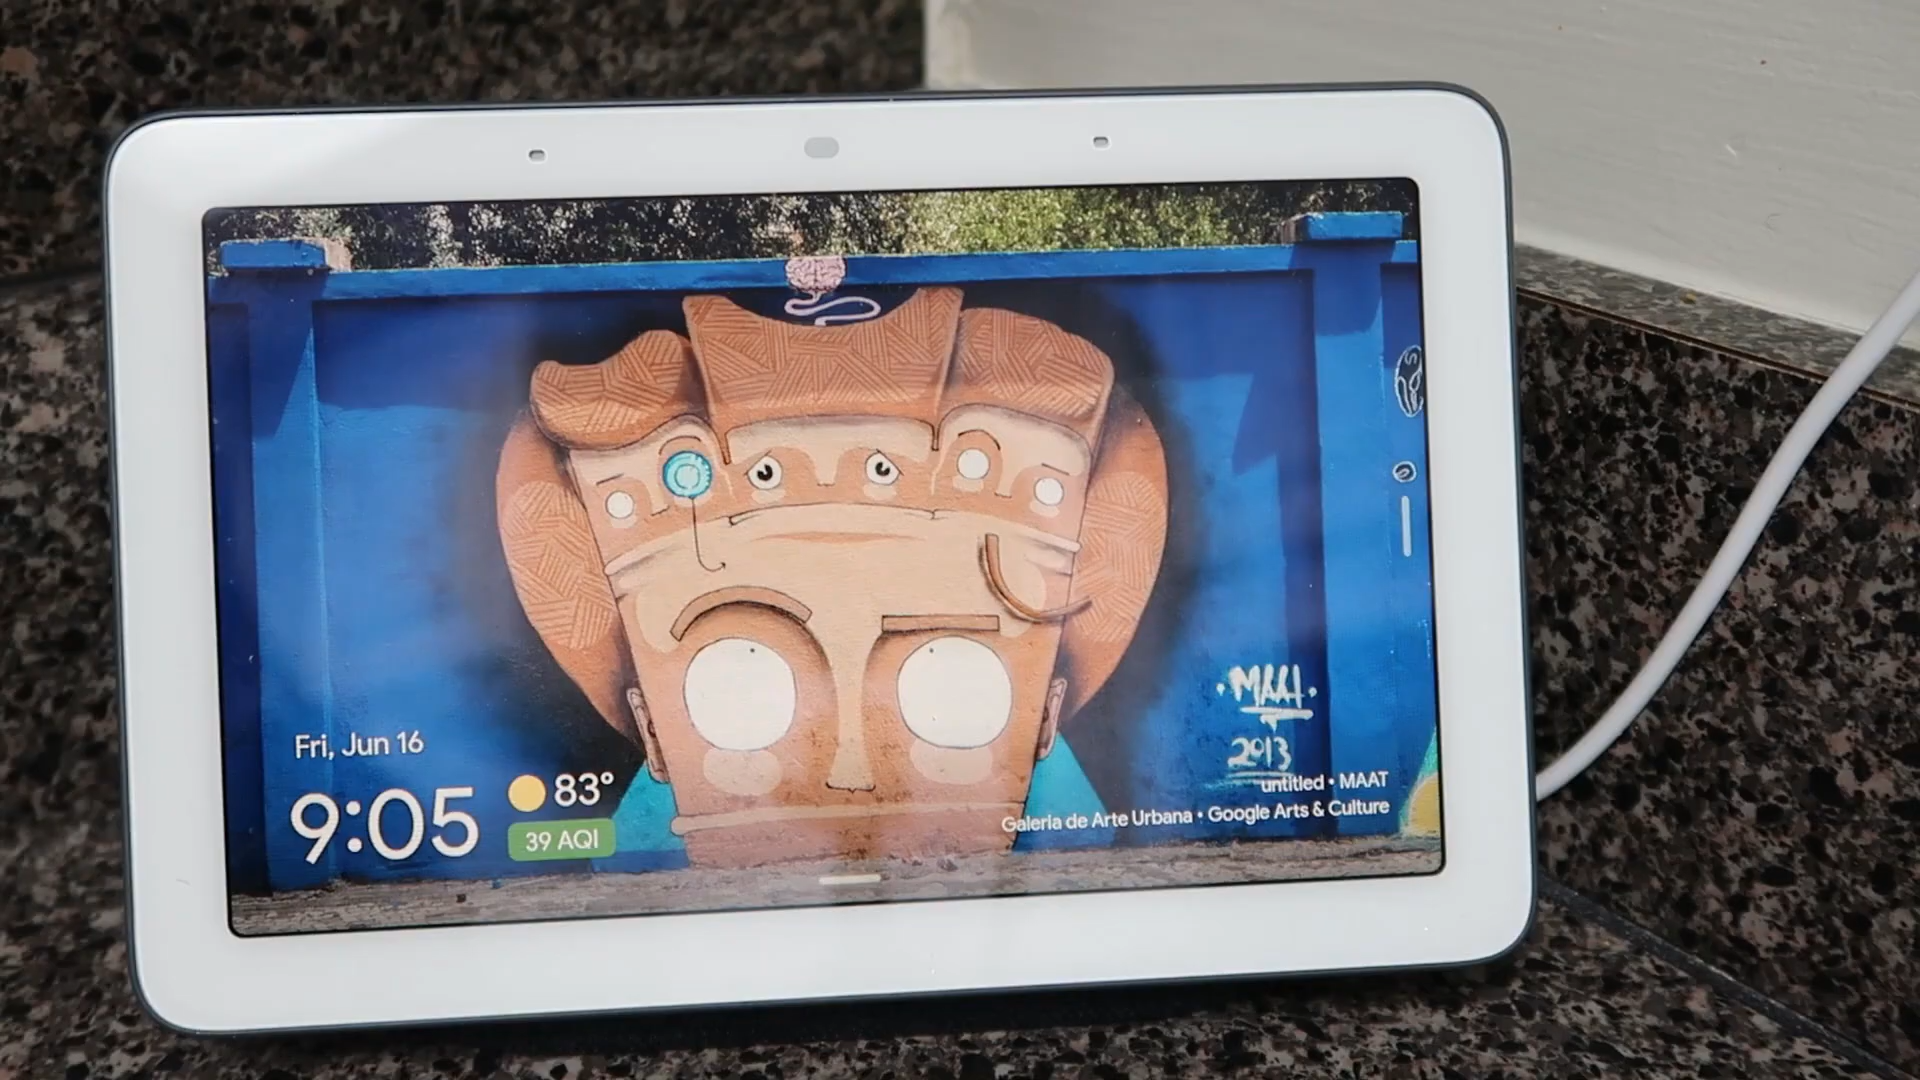 ·MAAT·
2013
Fri, Jun 16
9:05
83°
39 AQI
untitled • MAAT
Galeria de Arte Urbana • Google Arts & Culture